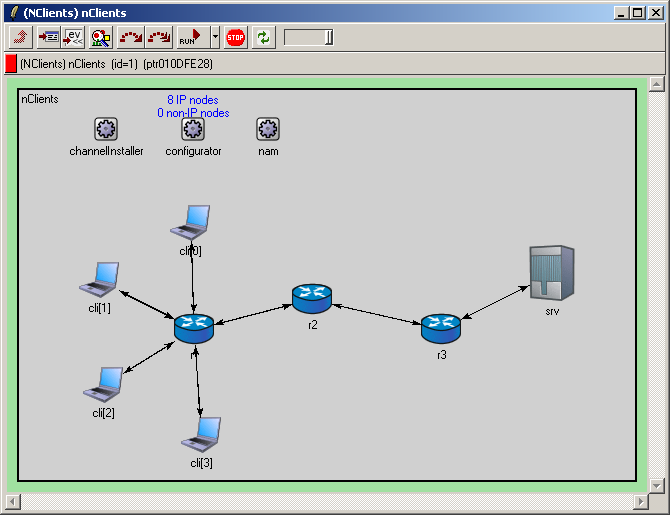 (NClients) nClients
ev
RUN
STOP
(NClients) nClients (id=1) (ptr010DFE28)
nClients
8 IP nodes
0 non-IP nodes
channelInstaller
configurator
nam
cli[0]
cli[1]
srv
r2
r3
cli[2]
cli[3]